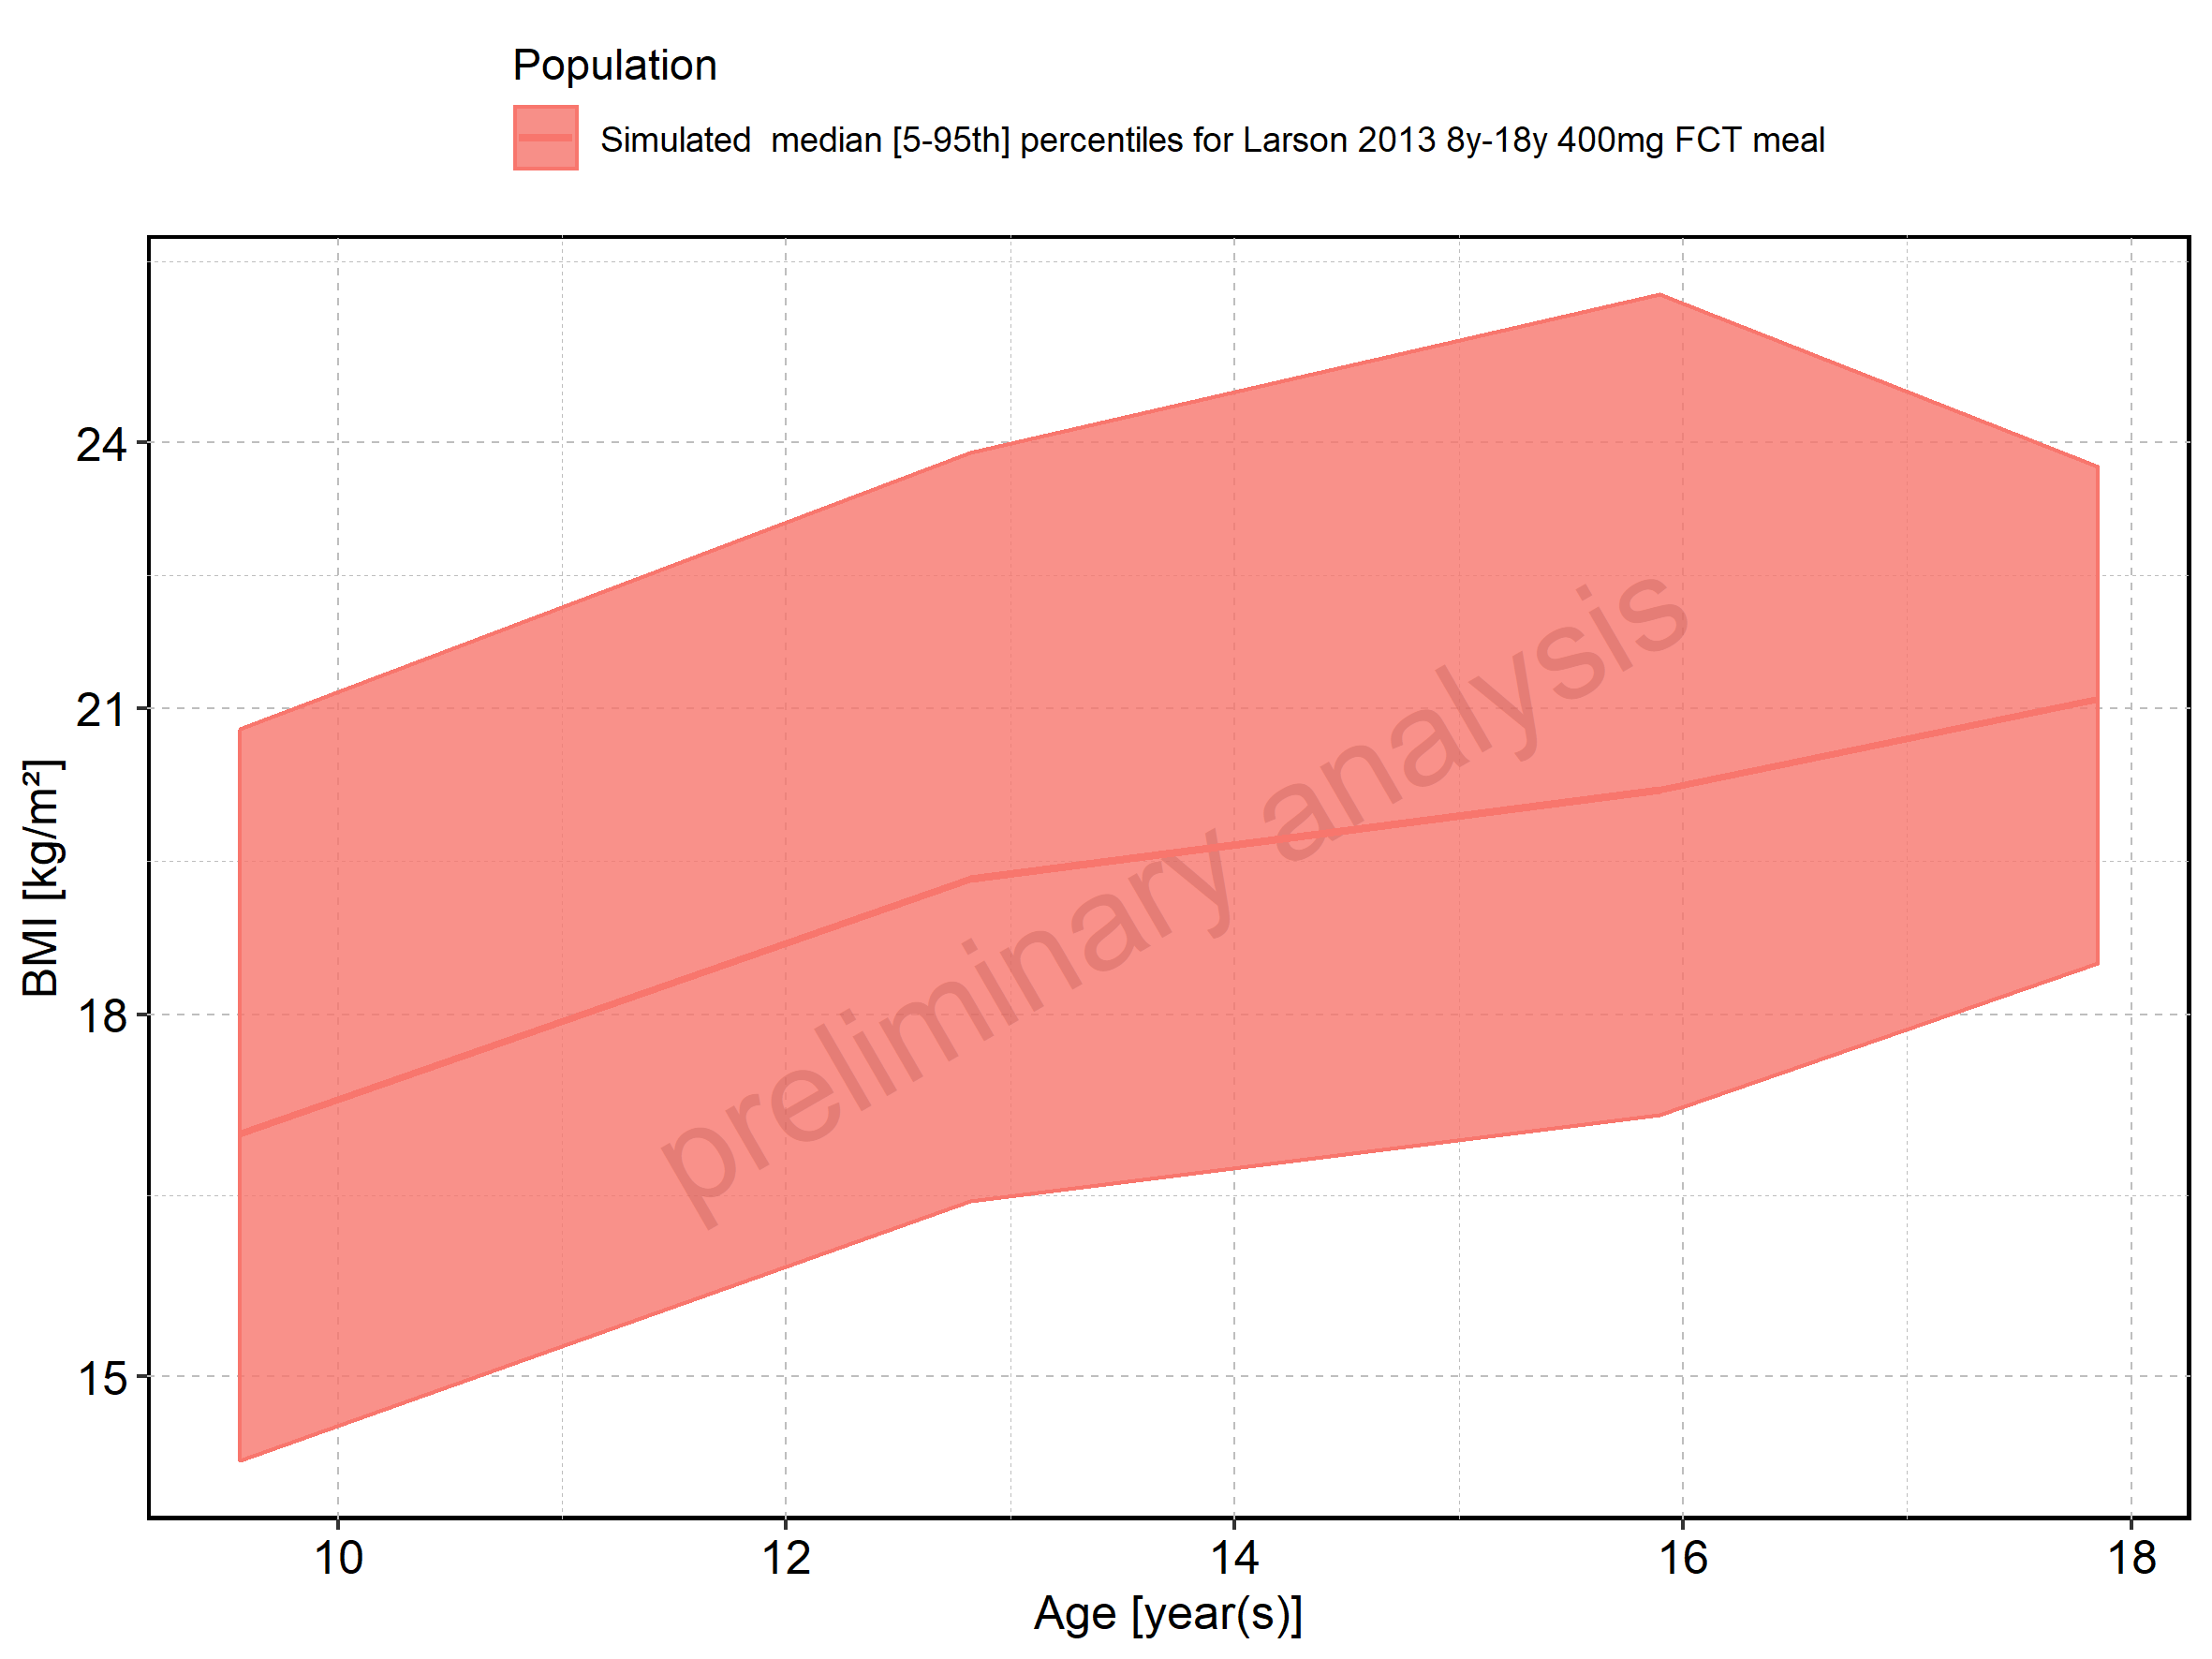 Population
Simulated  median [5-95th] percentiles for Larson 2013 8y-18y 400mg FCT meal
24
21
18
15
BMI [kg/m²]
preliminary analysis
10 12 14 16 18
Age [year(s)]